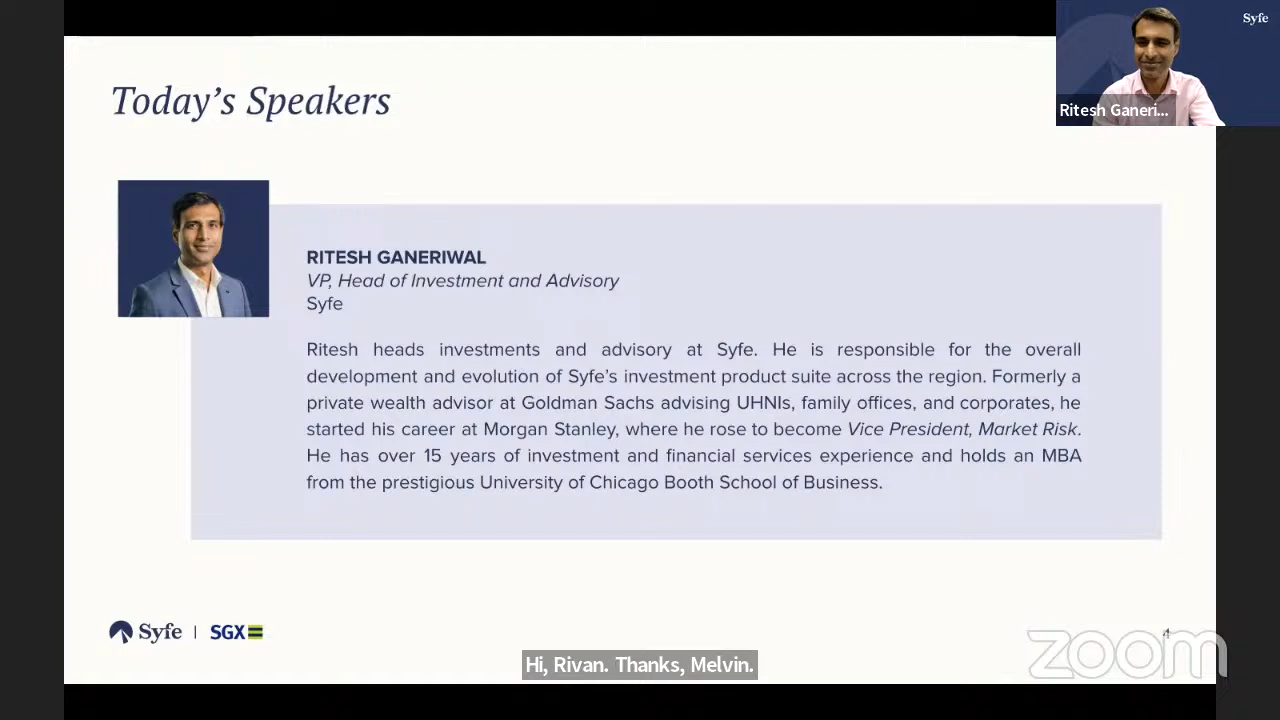 Syfe
Ritesh Ganeri...
Today's Speakers
RITESH GANERIWAL
VP, Head of Investment and Advisory
Syfe
Ritesh heads investments and advisory at Syfe. He is responsible for the overall
development and evolution of Syfe's investment product suite across the region. Formerly a
private wealth advisor at Goldman Sachs advising UHNIs, family offices, and corporates, he
started his career at Morgan Stanley, where he rose to become Vice President, Market Risk.
He has over 15 years of investment and financial services experience and holds an MBA
from the prestigious University of Chicago Booth School of Business.
Syfe | SGX
4
zoom
Hi, Rivan. Thanks, Melvin.